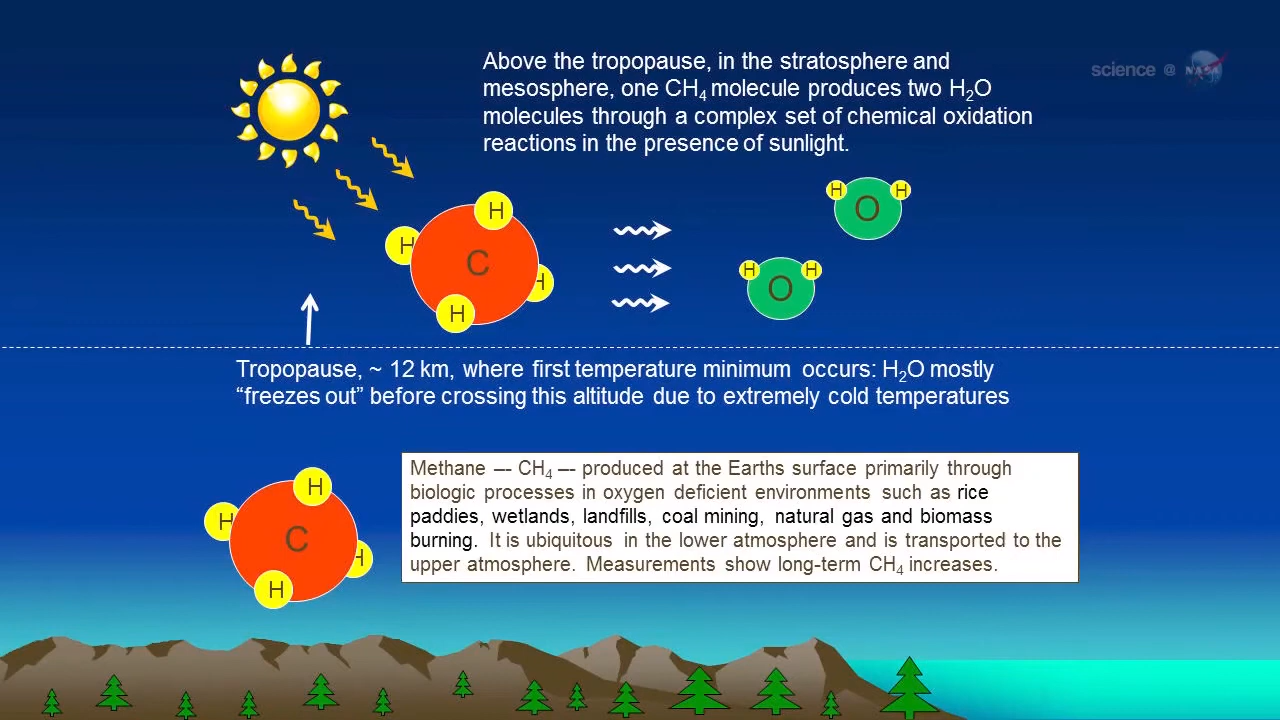 Above the tropopause, in the stratosphere and
mesosphere, one CH₄ molecule produces two H₂O
molecules through a complex set of chemical oxidation
reactions in the presence of sunlight.
science @ NASA
H
H
C
H
H
H
H
O
H
H
O
Tropopause, ~ 12 km, where first temperature minimum occurs: H₂O mostly
“freezes out” before crossing this altitude due to extremely cold temperatures
H
H
C
H
H
Methane –- CH₄ –- produced at the Earths surface primarily through
biologic processes in oxygen deficient environments such as rice
paddies, wetlands, landfills, coal mining, natural gas and biomass
burning. It is ubiquitous in the lower atmosphere and is transported to the
upper atmosphere. Measurements show long-term CH₄ increases.